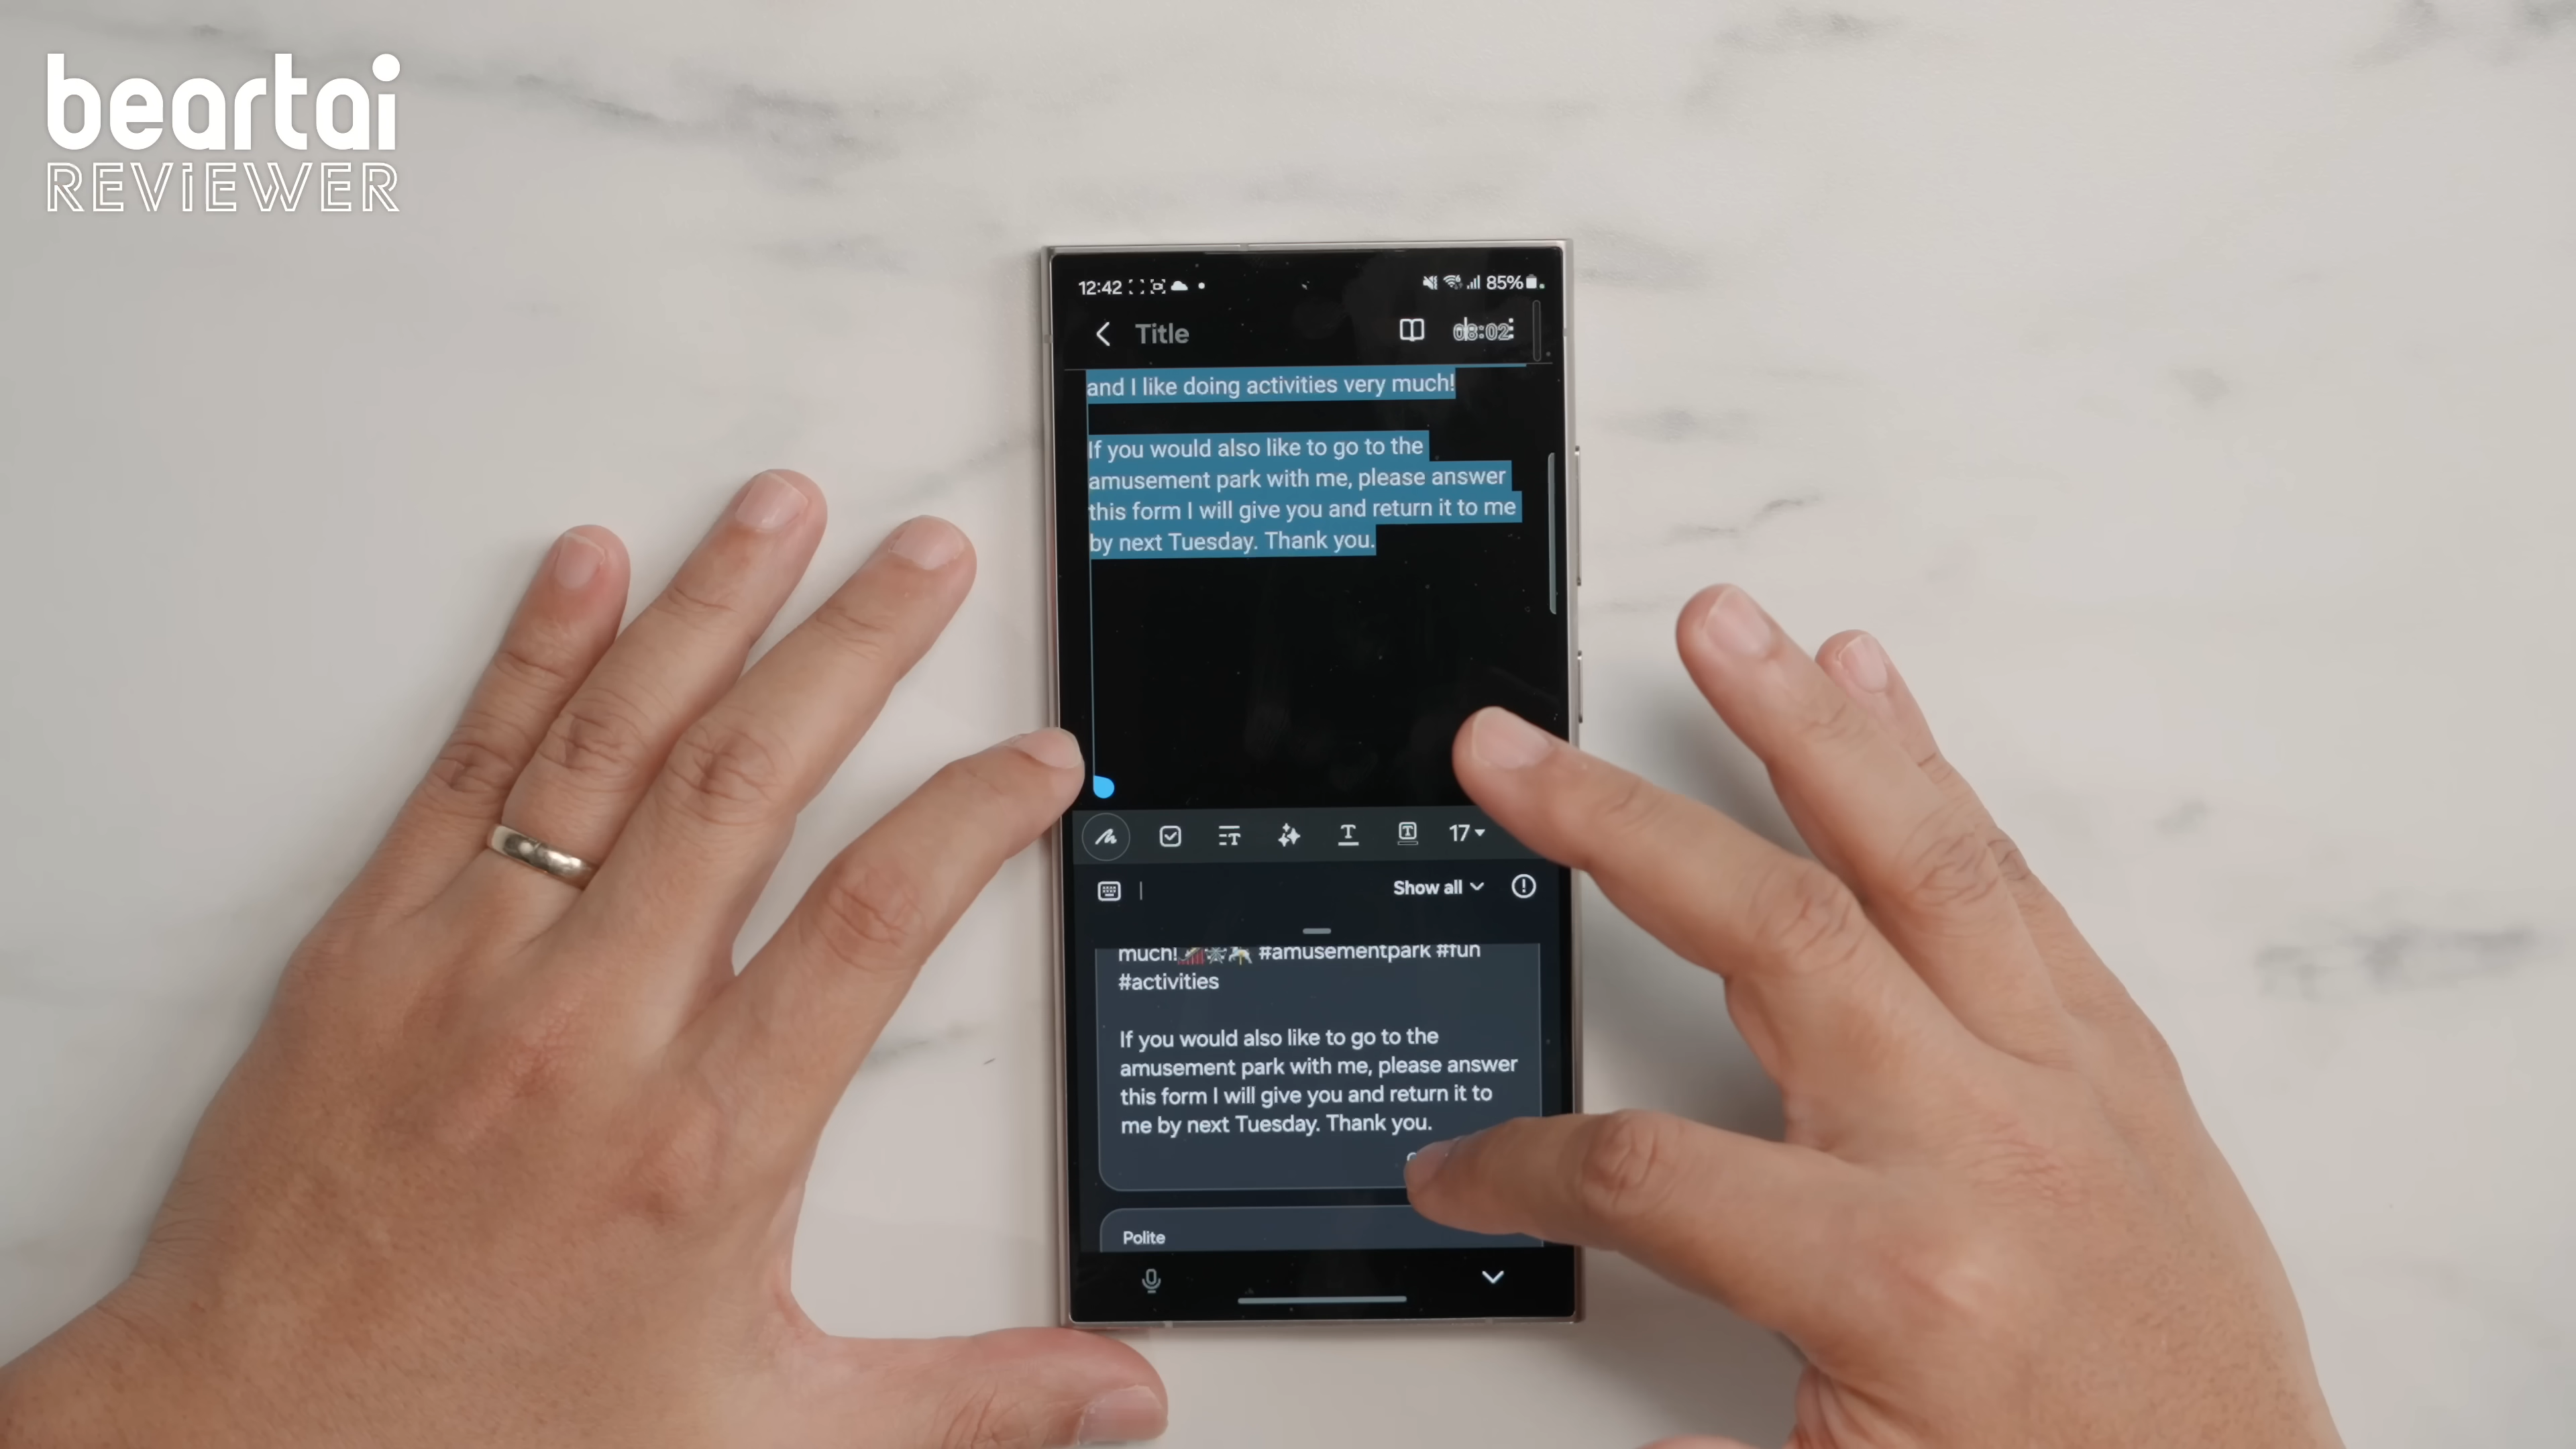 beartai
REViEWER
12:42
85%
Title
08:02
and I like doing activities very much!
If you would also like to go to the
amusement park with me, please answer
this form I will give you and return it to me
by next Tuesday. Thank you.
17
Show all
much! #amusementpark #fun
#activities
If you would also like to go to the
amusement park with me, please answer
this form I will give you and return it to
me by next Tuesday. Thank you.
Polite